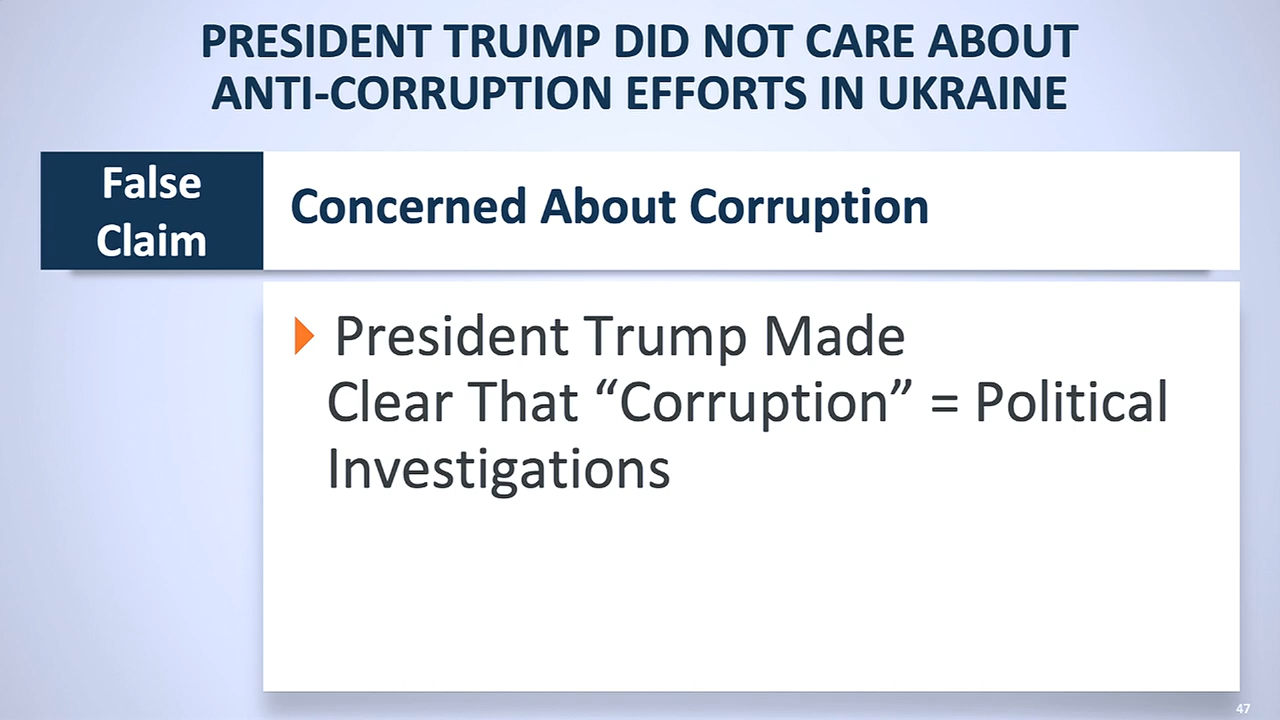 PRESIDENT TRUMP DID NOT CARE ABOUT
ANTI-CORRUPTION EFFORTS IN UKRAINE
False
Claim
Concerned About Corruption
President Trump Made
Clear That “Corruption” = Political
Investigations
47